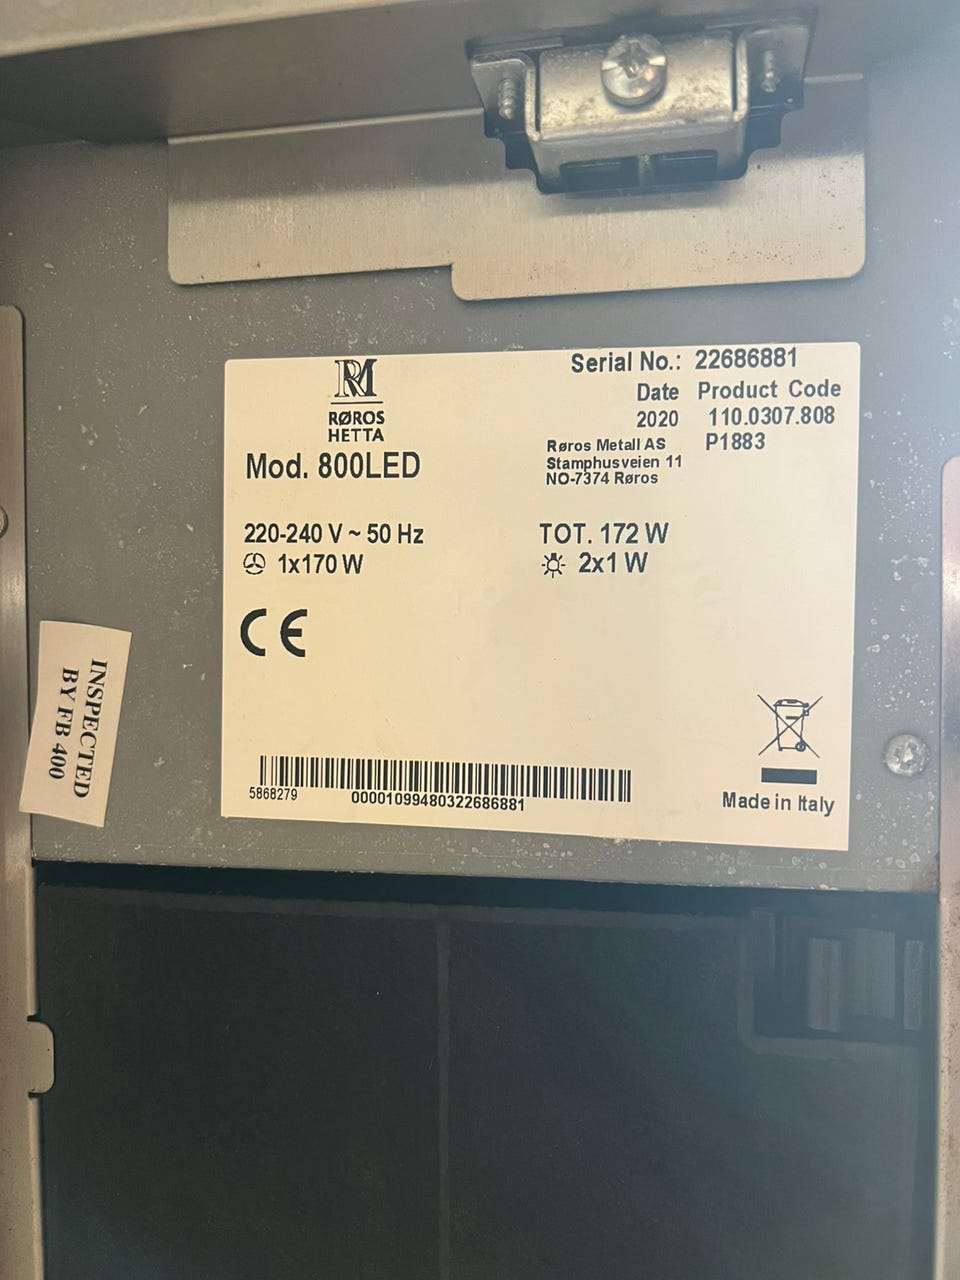 RM
RØROS
HETTA
Mod. 800LED
Serial No.: 22686881
Date Product Code
2020 110.0307.808
P1883
Røros Metall AS
Stamphusveien 11
NO-7374 Røros
220-240 V ~ 50 Hz
1x170 W
TOT. 172 W
2x1 W
CE
5868279
00001099480322686881
Made in Italy
INSPECTED
BY FB 400